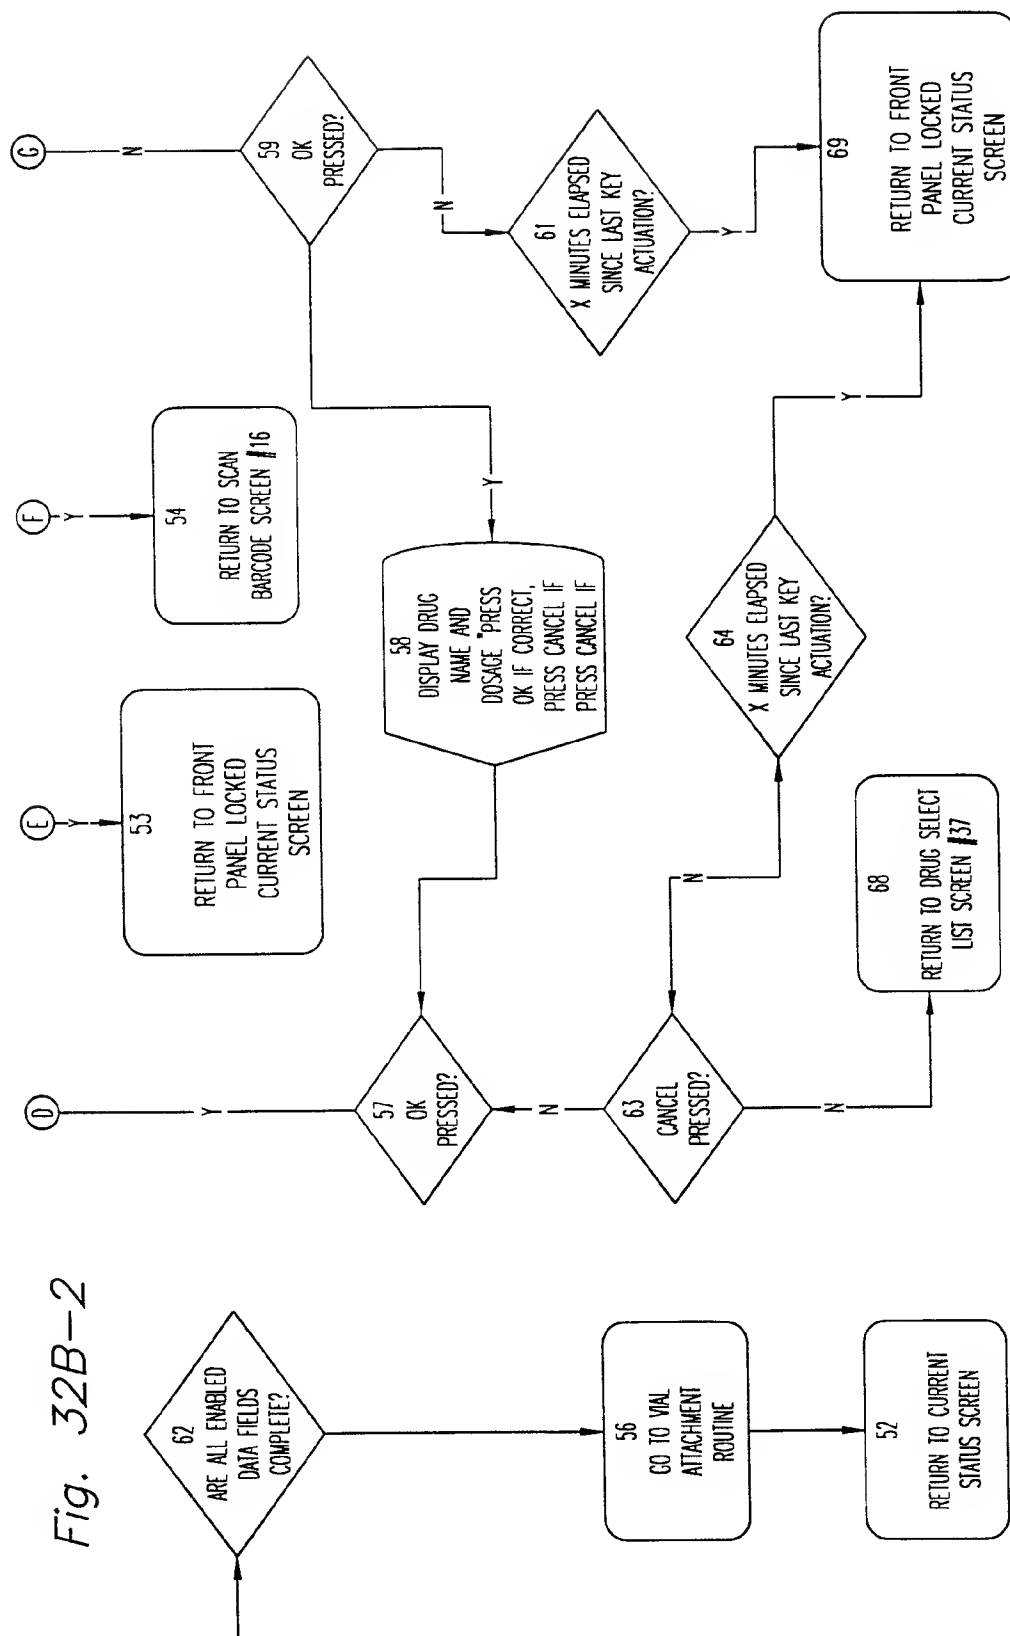 Fig. 32B-2
62
ARE ALL ENABLED
DATA FIELDS
COMPLETE?
56
GO TO VIAL
ATTACHMENT
ROUTINE
52
RETURN TO CURRENT
STATUS SCREEN
D
Y
57
OK
PRESSED?
N
63
CANCEL
PRESSED?
N
N
68
RETURN TO DRUG SELECT
LIST SCREEN #37
E
Y
53
RETURN TO FRONT
PANEL LOCKED
CURRENT STATUS
SCREEN
58
DISPLAY DRUG
NAME AND
DOSAGE "PRESS
OK IF CORRECT,
PRESS CANCEL IF
PRESS CANCEL IF
64
X MINUTES ELAPSED
SINCE LAST KEY
ACTUATION?
Y
F
Y
54
RETURN TO SCAN
BARCODE SCREEN #16
Y
G
N
59
OK
PRESSED?
N
61
X MINUTES ELAPSED
SINCE LAST KEY
ACTUATION?
Y
69
RETURN TO FRONT
PANEL LOCKED
CURRENT STATUS
SCREEN